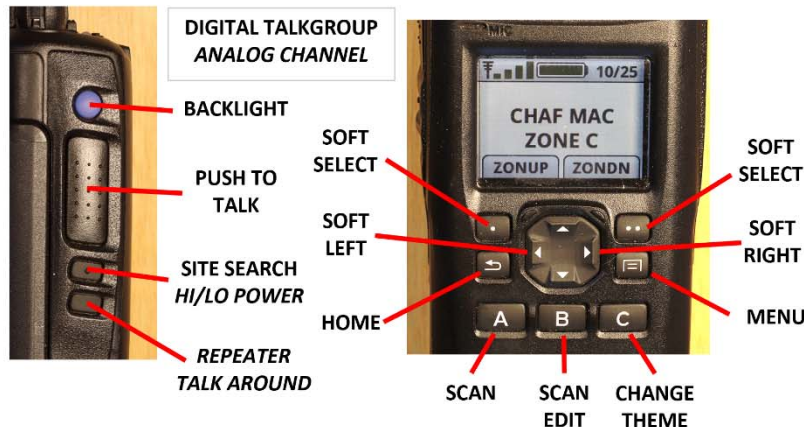 DIGITAL TALKGROUP
ANALOG CHANNEL
BACKLIGHT
PUSH TO
TALK
SITE SEARCH
HI/LO POWER
REPEATER
TALK AROUND
MIC
10/25
CHAF MAC
ZONE C
ZONUP
ZONDN
SOFT
SELECT
SOFT
LEFT
HOME
SOFT
SELECT
SOFT
RIGHT
MENU
A
B
C
SCAN
SCAN
EDIT
CHANGE
THEME